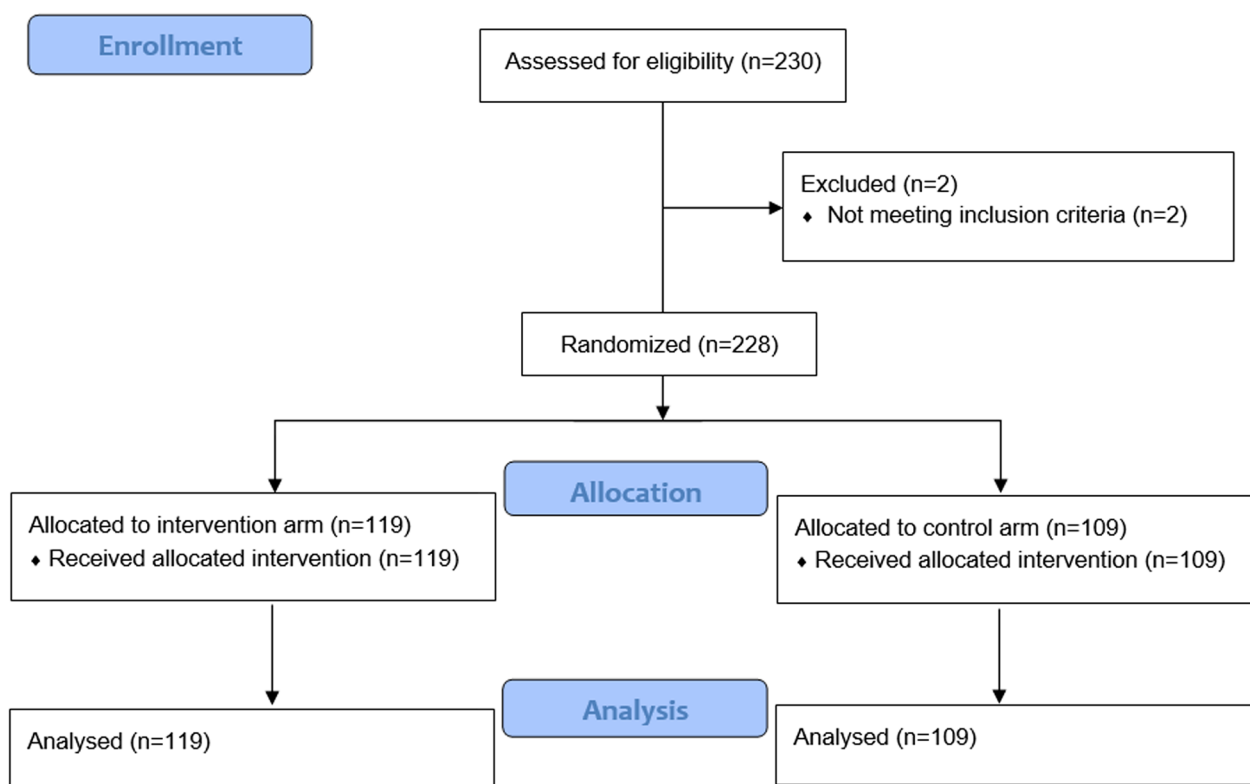 Enrollment
Assessed for eligibility (n=230)
Excluded (n=2)
♦ Not meeting inclusion criteria (n=2)
Randomized (n=228)
Allocation
Allocated to intervention arm (n=119)
♦ Received allocated intervention (n=119)
Allocated to control arm (n=109)
♦ Received allocated intervention (n=109)
Analysis
Analysed (n=119)
Analysed (n=109)